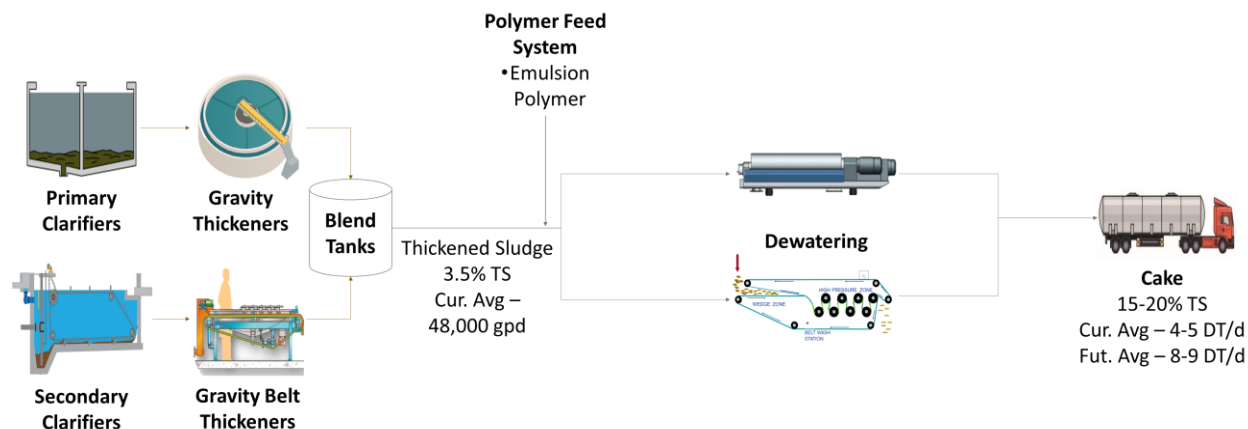 Polymer Feed
System
•Emulsion
Polymer
Primary
Clarifiers
Gravity
Thickeners
Blend
Tanks
Secondary
Clarifiers
Gravity Belt
Thickeners
Thickened Sludge
3.5% TS
Cur. Avg –
48,000 gpd
Dewatering
WEDGE ZONE
HIGH PRESSURE ZONE
BELT WASH
STATION
Cake
15-20% TS
Cur. Avg – 4-5 DT/d
Fut. Avg – 8-9 DT/d